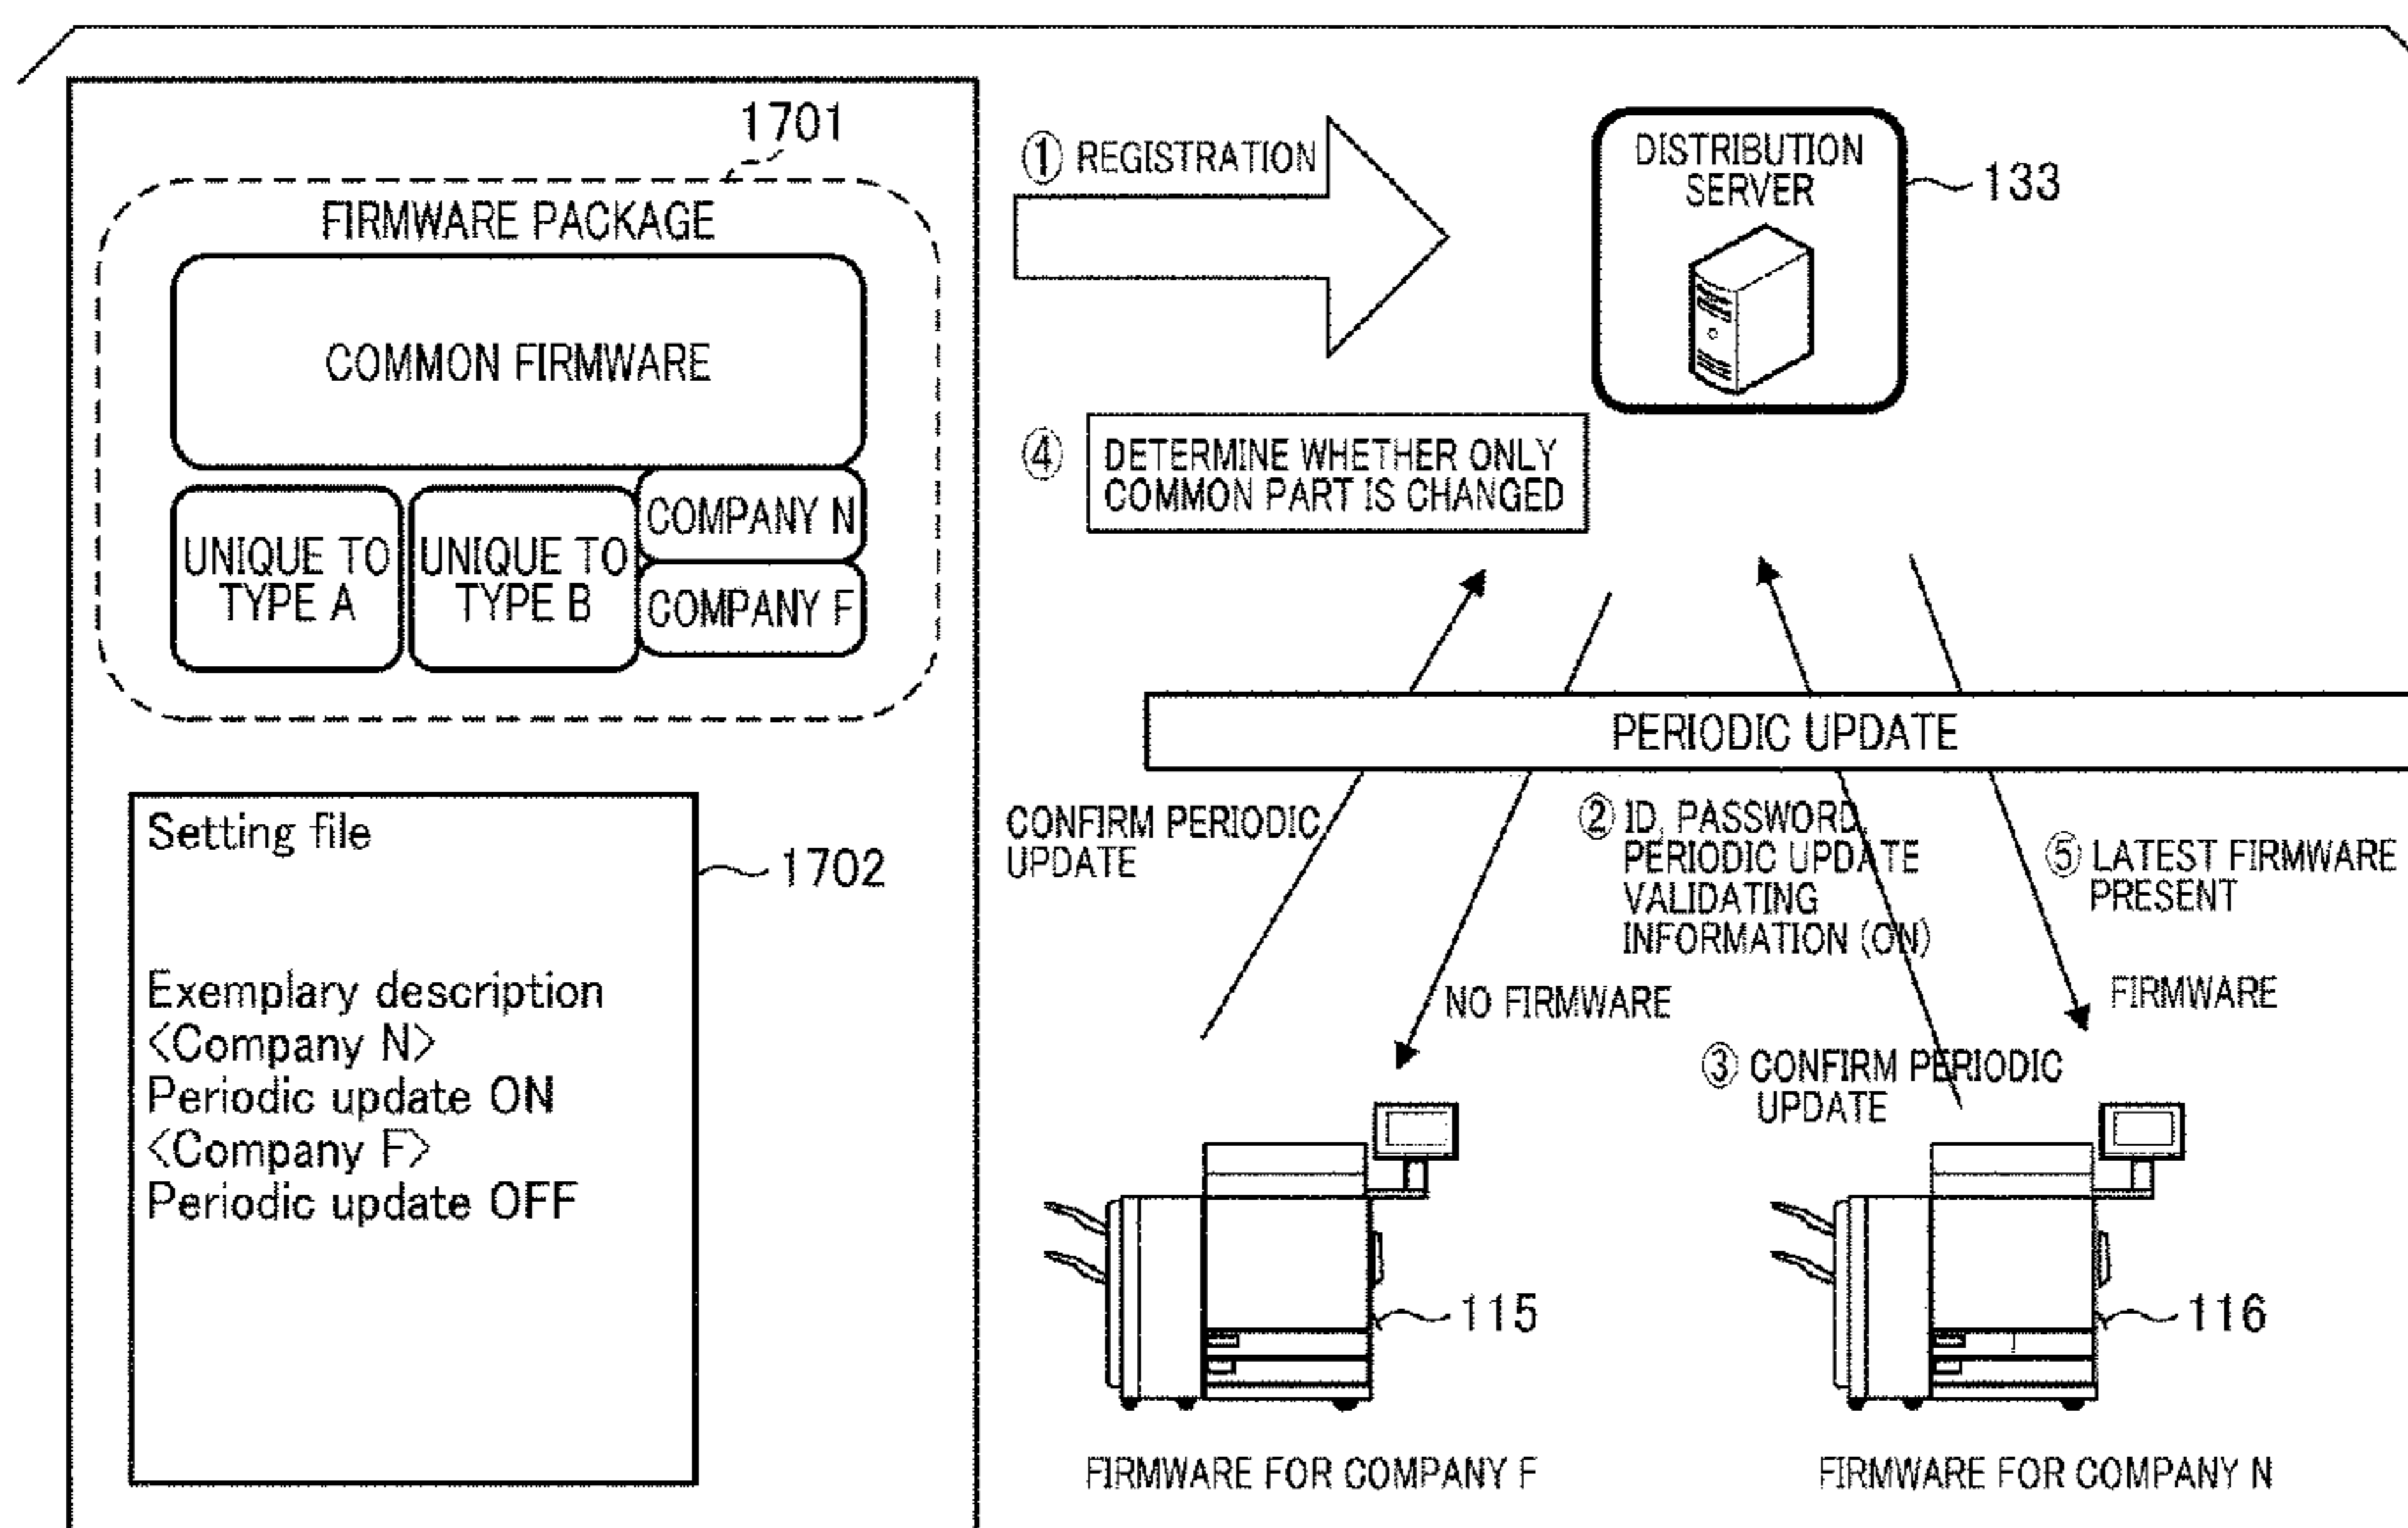 1701
FIRMWARE PACKAGE
COMMON FIRMWARE
UNIQUE TO
TYPE A
UNIQUE TO
TYPE B
COMPANY N
COMPANY F
Setting file
1702
Exemplary description
<Company N>
Periodic update ON
<Company F>
Periodic update OFF
① REGISTRATION
DISTRIBUTION
SERVER
133
④ DETERMINE WHETHER ONLY
COMMON PART IS CHANGED
PERIODIC UPDATE
CONFIRM PERIODIC
UPDATE
NO FIRMWARE
② ID, PASSWORD,
PERIODIC UPDATE
VALIDATING
INFORMATION (ON)
⑤ LATEST FIRMWARE
PRESENT
FIRMWARE
③ CONFIRM PERIODIC
UPDATE
115
116
FIRMWARE FOR COMPANY F
FIRMWARE FOR COMPANY N